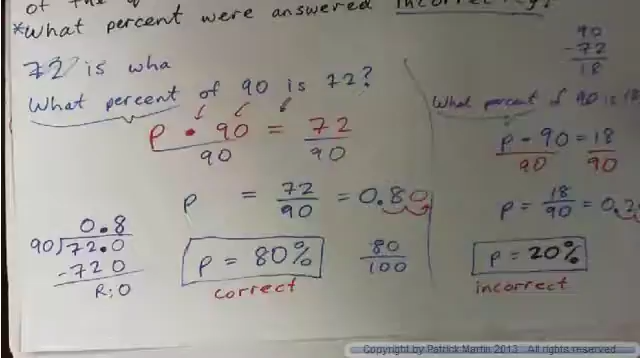 of the
*What percent were answered incorrectly?
72 is wha
What percent of 90 is 72?
p • 90 = 72
90 90
p = 72/90 = 0.80
0.8
90√72.0
-720
R:0
p = 80%
correct
80/100
90
-72
18
What percent of 90 is 18
p - 90 = 18
90 90
p = 18/90 = 0.2
p = 20%
incorrect
Copyright by Patrick Martin 2013 . All rights reserved